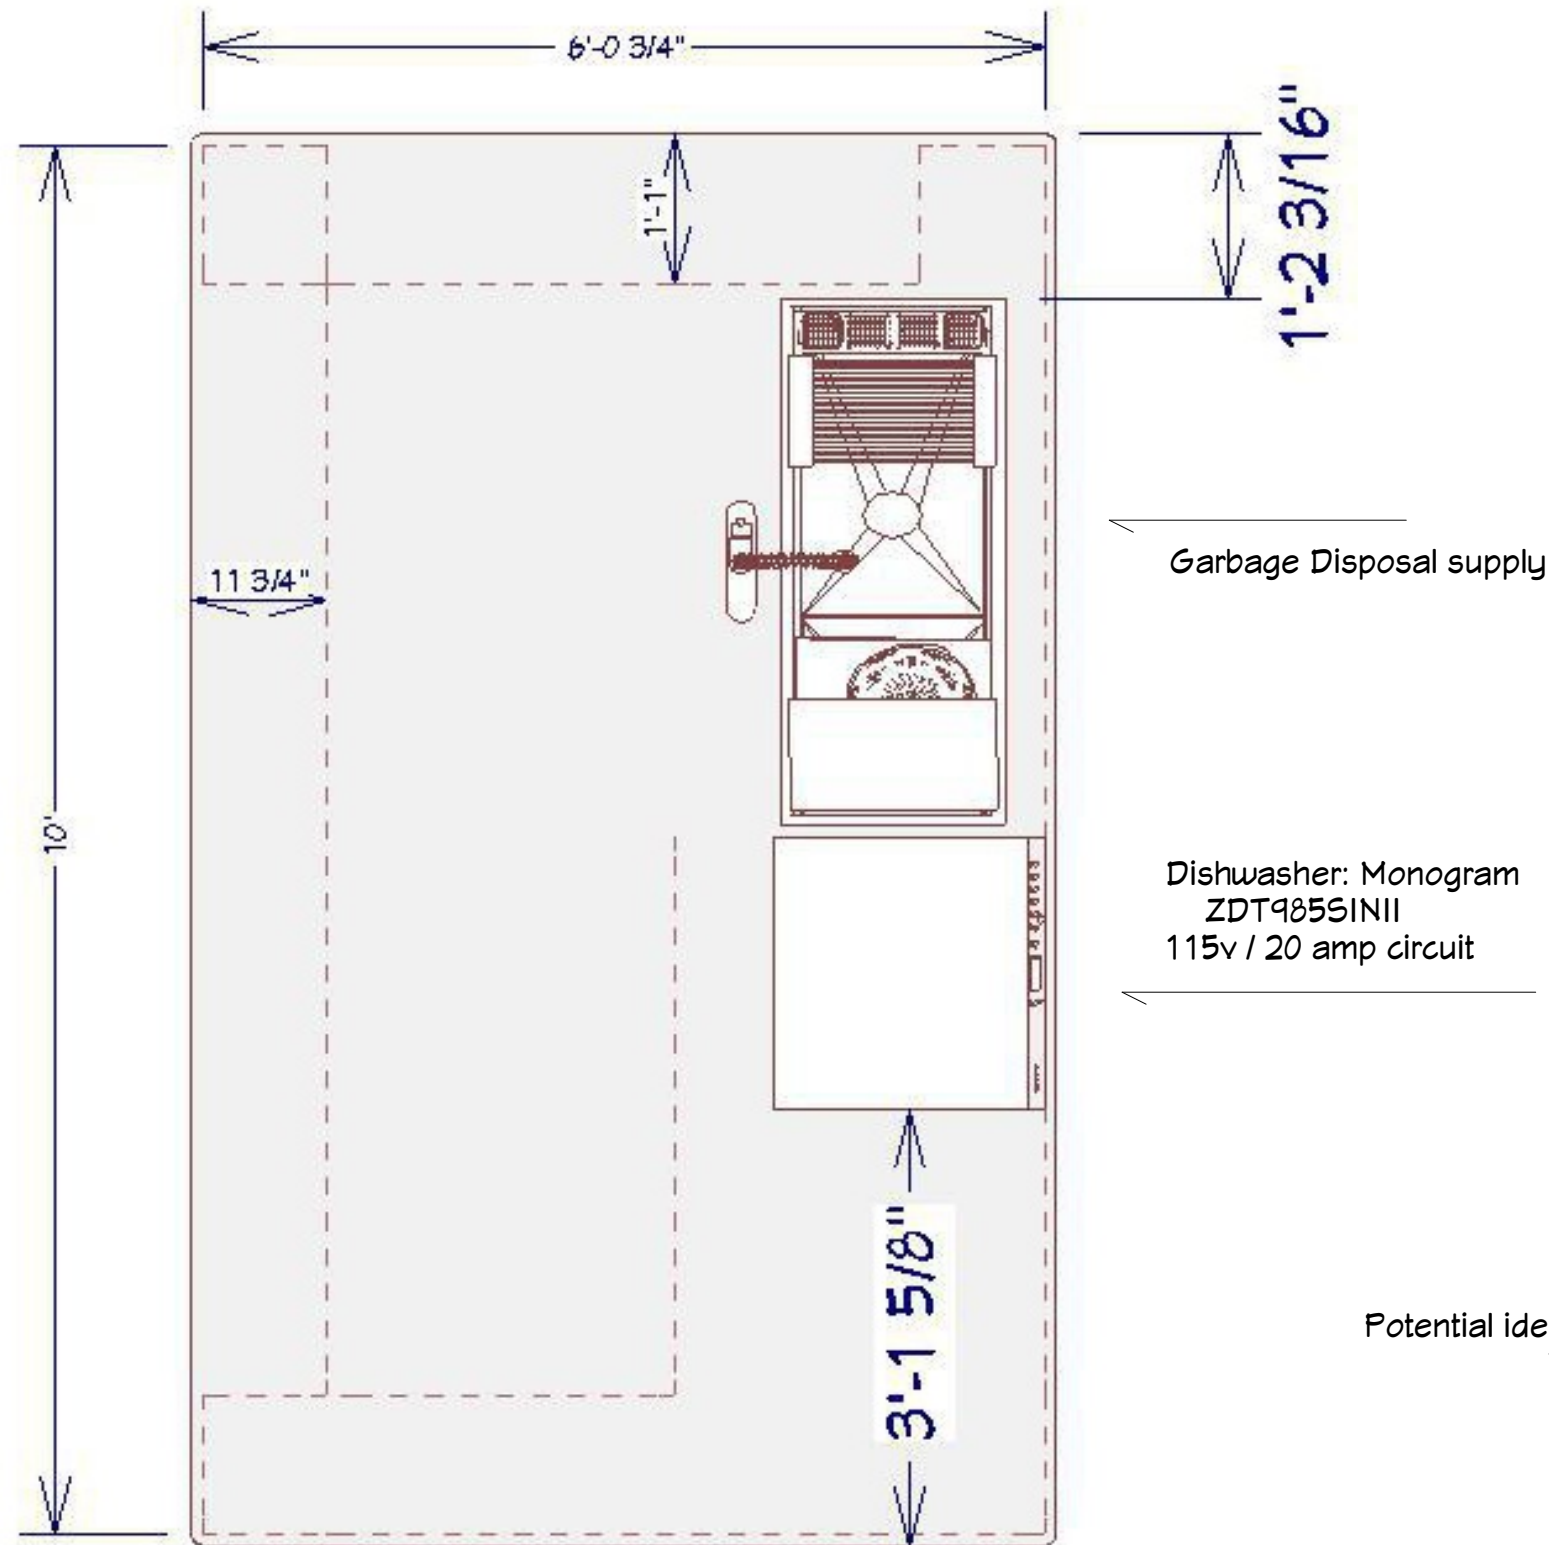 6'-0 3/4"
1'-2 3/16"
1'-1"
11 3/4"
10'
Garbage Disposal supply
Dishwasher: Monogram
ZDT985SINII
115v / 20 amp circuit
3'-1 5/8"
Potential ide